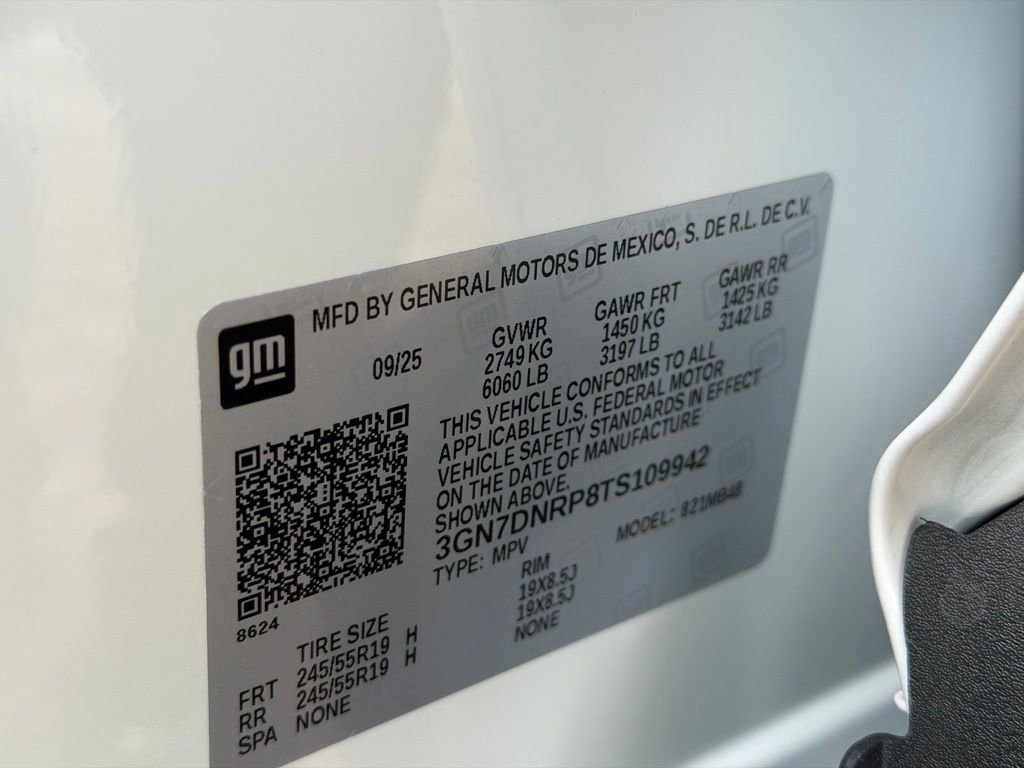 MFD BY GENERAL MOTORS DE MEXICO, S. DE R.L. DE C.V.
gm
09/25
GVWR GAWR FRT GAWR RR
2749 KG 1450 KG 1425 KG
6060 LB 3197 LB 3142 LB
THIS VEHICLE CONFORMS TO ALL
APPLICABLE U.S. FEDERAL MOTOR
VEHICLE SAFETY STANDARDS IN EFFECT
ON THE DATE OF MANUFACTURE
SHOWN ABOVE.
3GN7DNRP8TS109942
TYPE: MPV MODEL: 821MB48
8624
TIRE SIZE RIM
FRT 245/55R19 H 19X8.5J
RR 245/55R19 H 19X8.5J
SPA NONE NONE